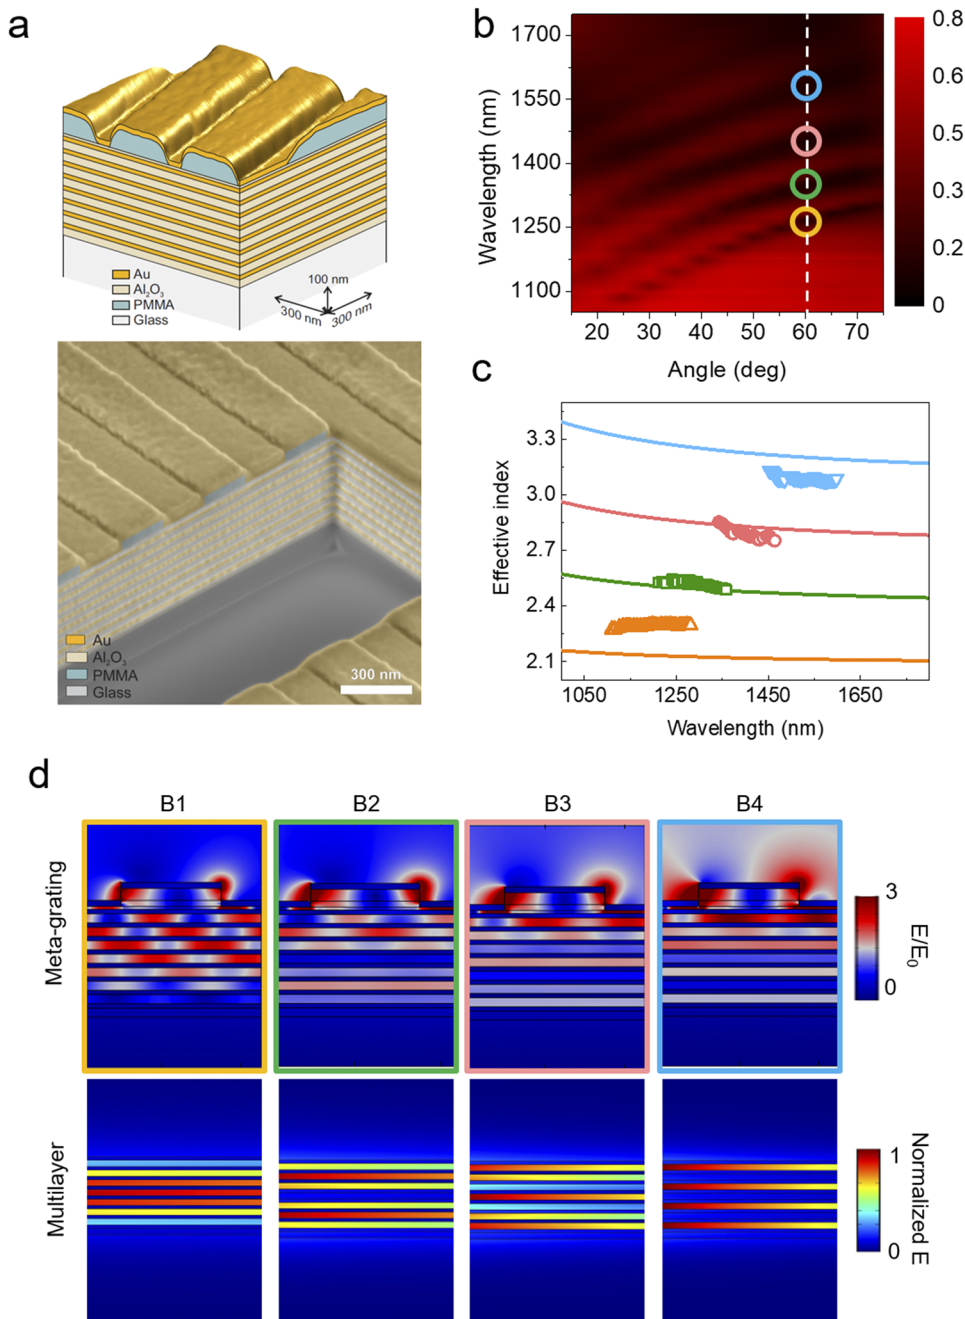 a
Au
Al₂O₃
PMMA
Glass
100 nm
300 nm
300 nm
Au
Al₂O₃
PMMA
Glass
300 nm
b
Wavelength (nm)
1700
1550
1400
1250
1100
20 30 40 50 60 70
Angle (deg)
0.8
0.6
0.5
0.3
0.2
0
c
Effective index
3.3
3.0
2.7
2.4
2.1
1050 1250 1450 1650
Wavelength (nm)
d
B1 B2 B3 B4
Meta-grating
3
E/E₀
0
Multilayer
1
Normalized E
0